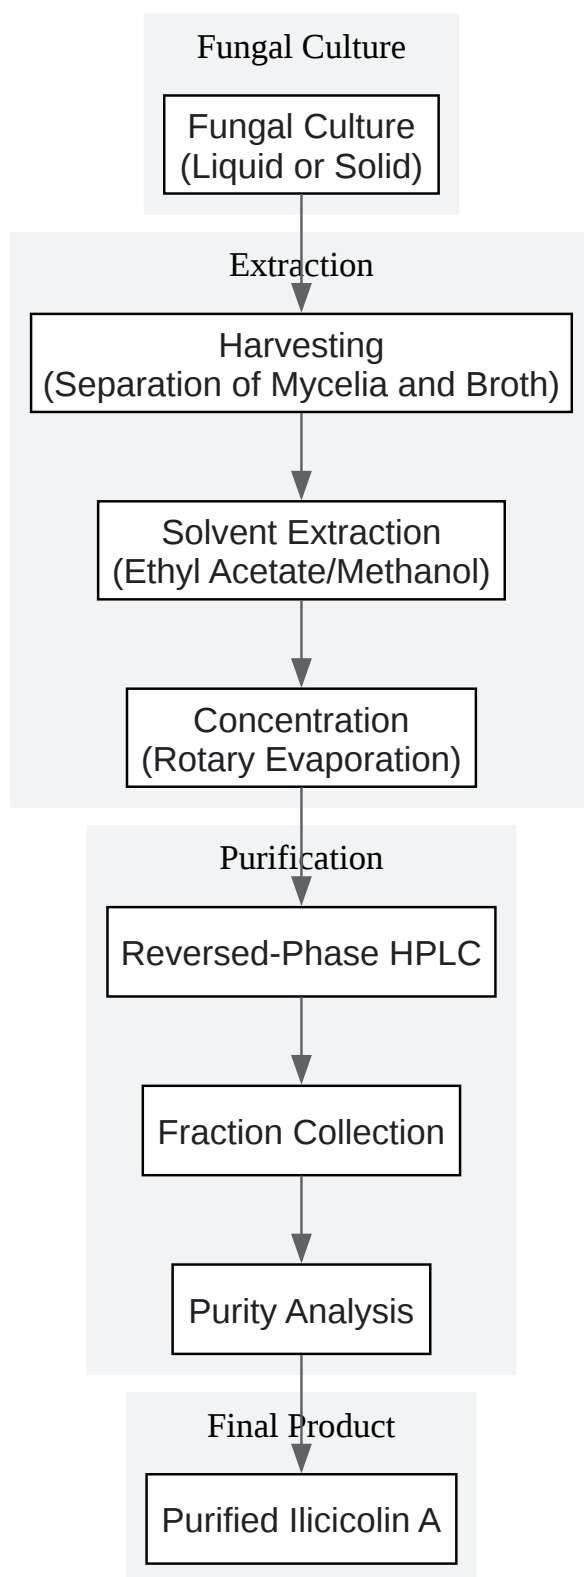 Fungal Culture
Fungal Culture
(Liquid or Solid)
Extraction
Harvesting
(Separation of Mycelia and Broth)
Solvent Extraction
(Ethyl Acetate/Methanol)
Concentration
(Rotary Evaporation)
Purification
Reversed-Phase HPLC
Fraction Collection
Purity Analysis
Final Product
Purified Ilicicolin A